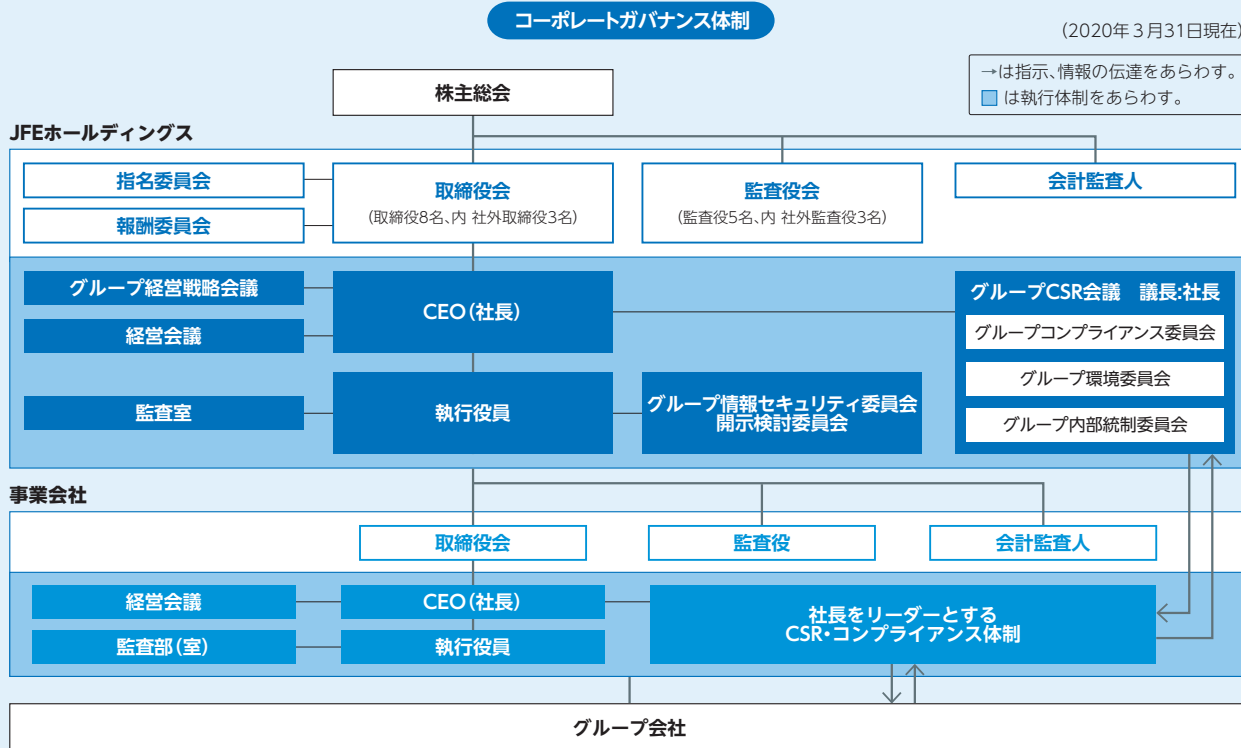 コーポレートガバナンス体制
(2020年3月31日現在)
→は指示、情報の伝達をあらわす。
は執行体制をあらわす。
株主総会
JFEホールディングス
指名委員会
報酬委員会
取締役会
(取締役8名、内 社外取締役3名)
監査役会
(監査役5名、内 社外監査役3名)
会計監査人
グループ経営戦略会議
経営会議
CEO(社長)
グループCSR会議 議長:社長
グループコンプライアンス委員会
グループ環境委員会
グループ内部統制委員会
監査室
執行役員
グループ情報セキュリティ委員会
開示検討委員会
事業会社
取締役会
監査役
会計監査人
経営会議
CEO(社長)
監査部(室)
執行役員
社長をリーダーとする
CSR・コンプライアンス体制
グループ会社